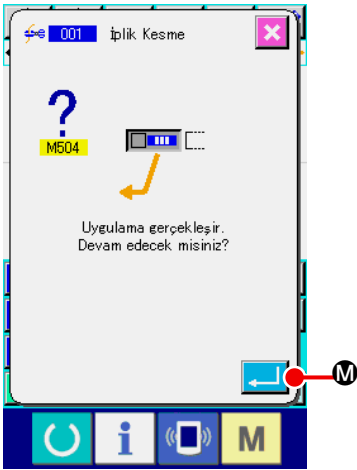 001 İplik Kesme
?
M504
Uygulama gerçekleşir.
Devam edecek misiniz?
M
i
M